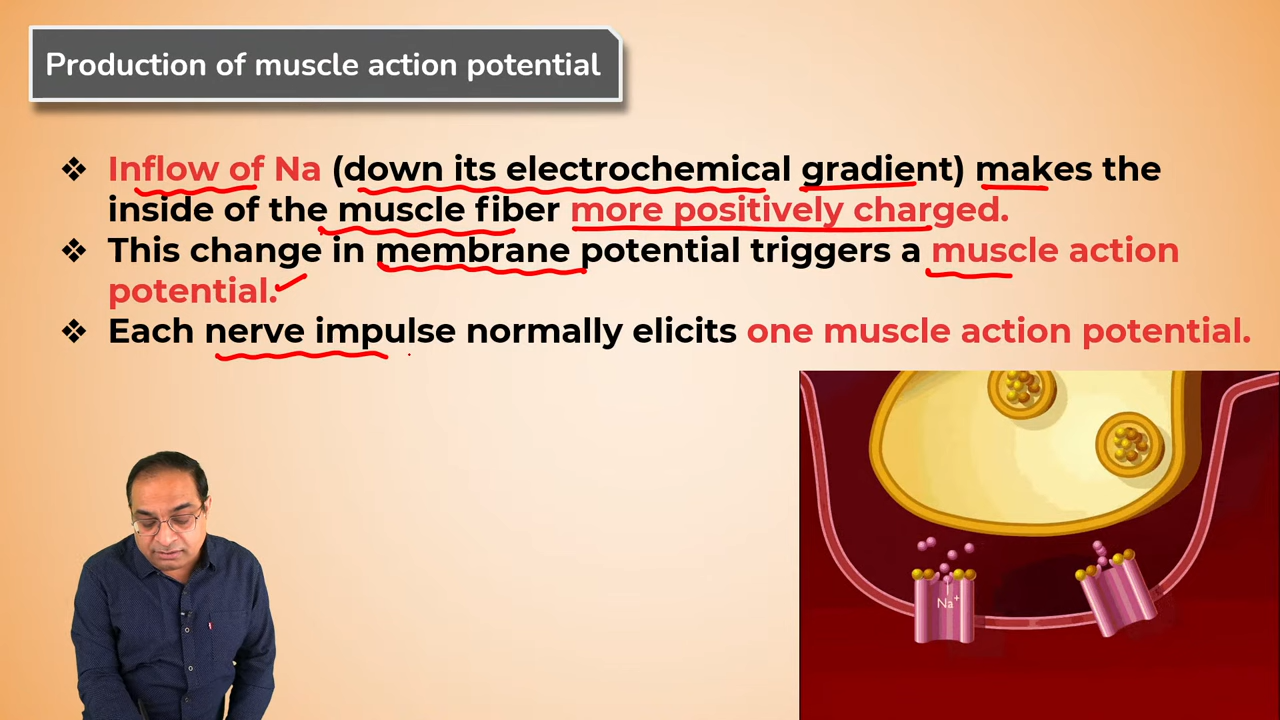 Production of muscle action potential
❖ Inflow of Na (down its electrochemical gradient) makes the
inside of the muscle fiber more positively charged.
❖ This change in membrane potential triggers a muscle action
potential.
❖ Each nerve impulse normally elicits one muscle action potential.
Na⁺